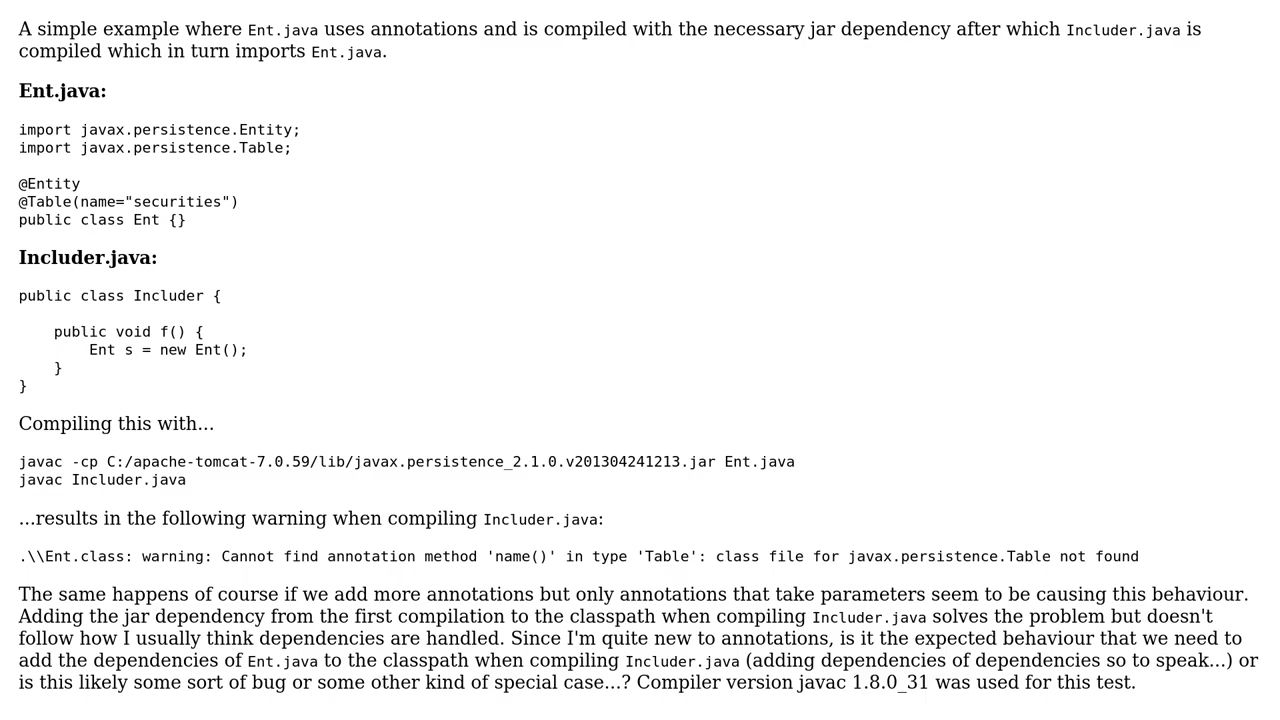 A simple example where Ent.java uses annotations and is compiled with the necessary jar dependency after which Includer.java is
compiled which in turn imports Ent.java.
Ent.java:
import javax.persistence.Entity;
import javax.persistence.Table;
@Entity
@Table(name="securities")
public class Ent {}
Includer.java:
public class Includer {
    public void f() {
        Ent s = new Ent();
    }
}
Compiling this with...
javac -cp C:/apache-tomcat-7.0.59/lib/javax.persistence_2.1.0.v201304241213.jar Ent.java
javac Includer.java
...results in the following warning when compiling Includer.java:
.\\Ent.class: warning: Cannot find annotation method 'name()' in type 'Table': class file for javax.persistence.Table not found
The same happens of course if we add more annotations but only annotations that take parameters seem to be causing this behaviour.
Adding the jar dependency from the first compilation to the classpath when compiling Includer.java solves the problem but doesn't
follow how I usually think dependencies are handled. Since I'm quite new to annotations, is it the expected behaviour that we need to
add the dependencies of Ent.java to the classpath when compiling Includer.java (adding dependencies of dependencies so to speak...) or
is this likely some sort of bug or some other kind of special case...? Compiler version javac 1.8.0_31 was used for this test.